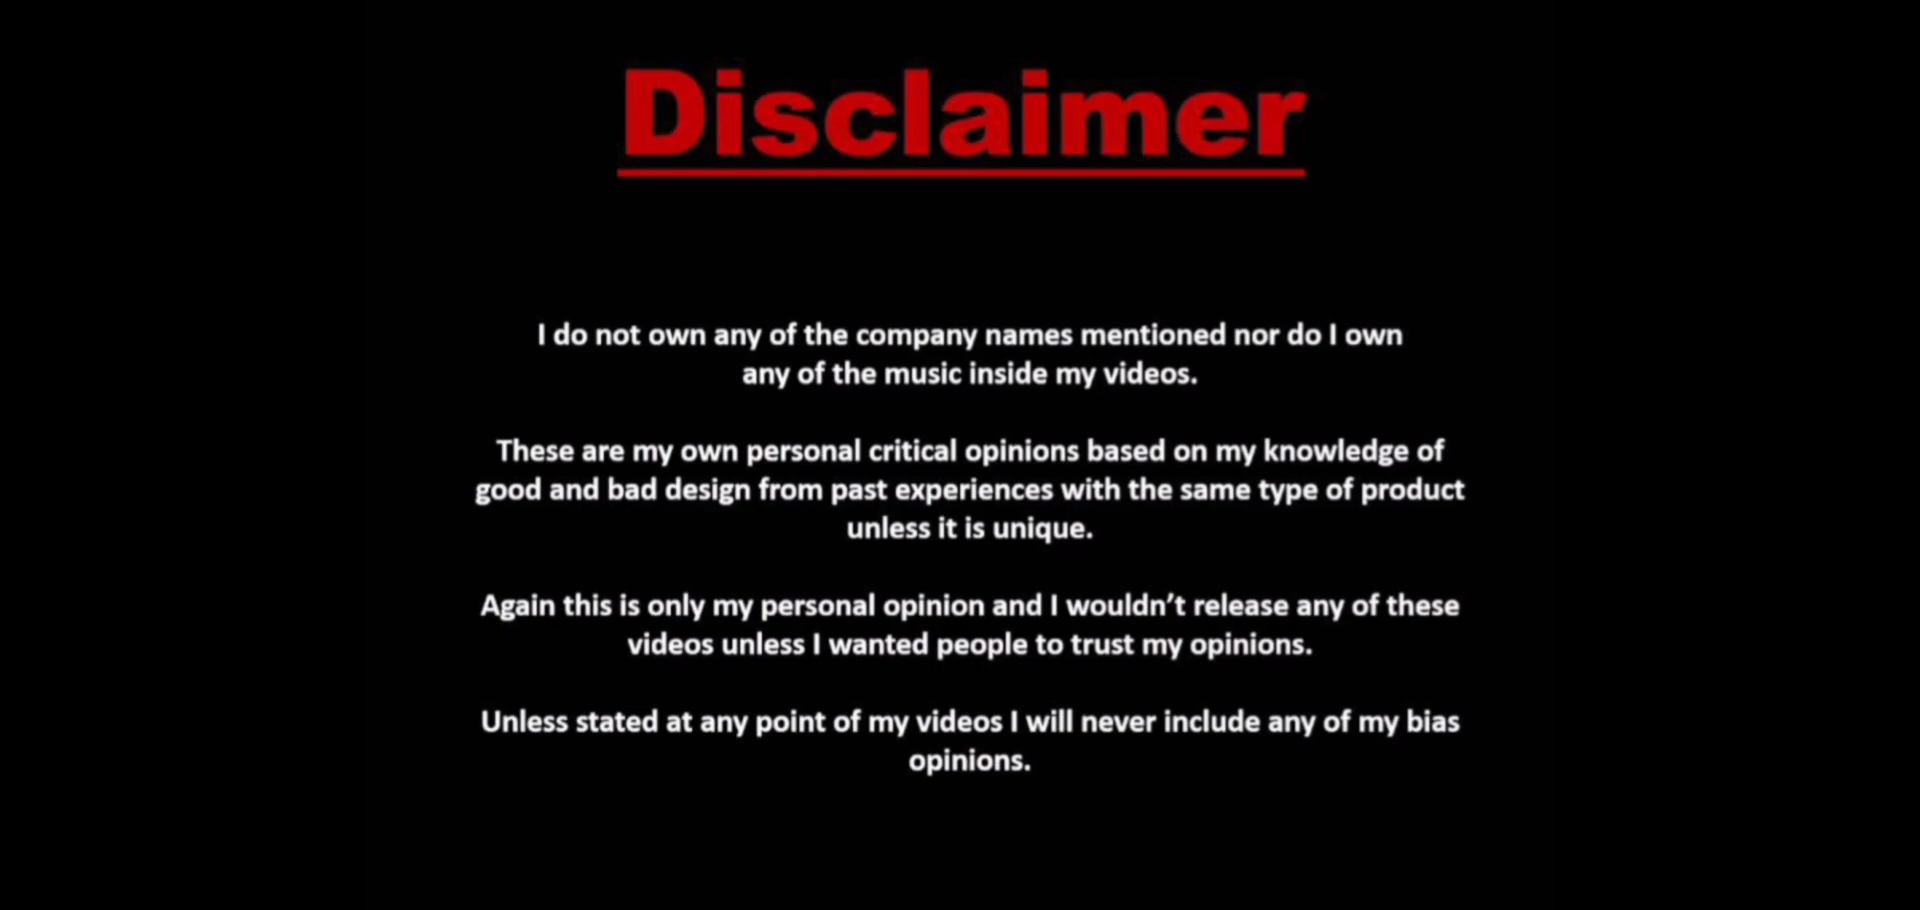 Disclaimer
I do not own any of the company names mentioned nor do I own
any of the music inside my videos.
These are my own personal critical opinions based on my knowledge of
good and bad design from past experiences with the same type of product
unless it is unique.
Again this is only my personal opinion and I wouldn’t release any of these
videos unless I wanted people to trust my opinions.
Unless stated at any point of my videos I will never include any of my bias
opinions.